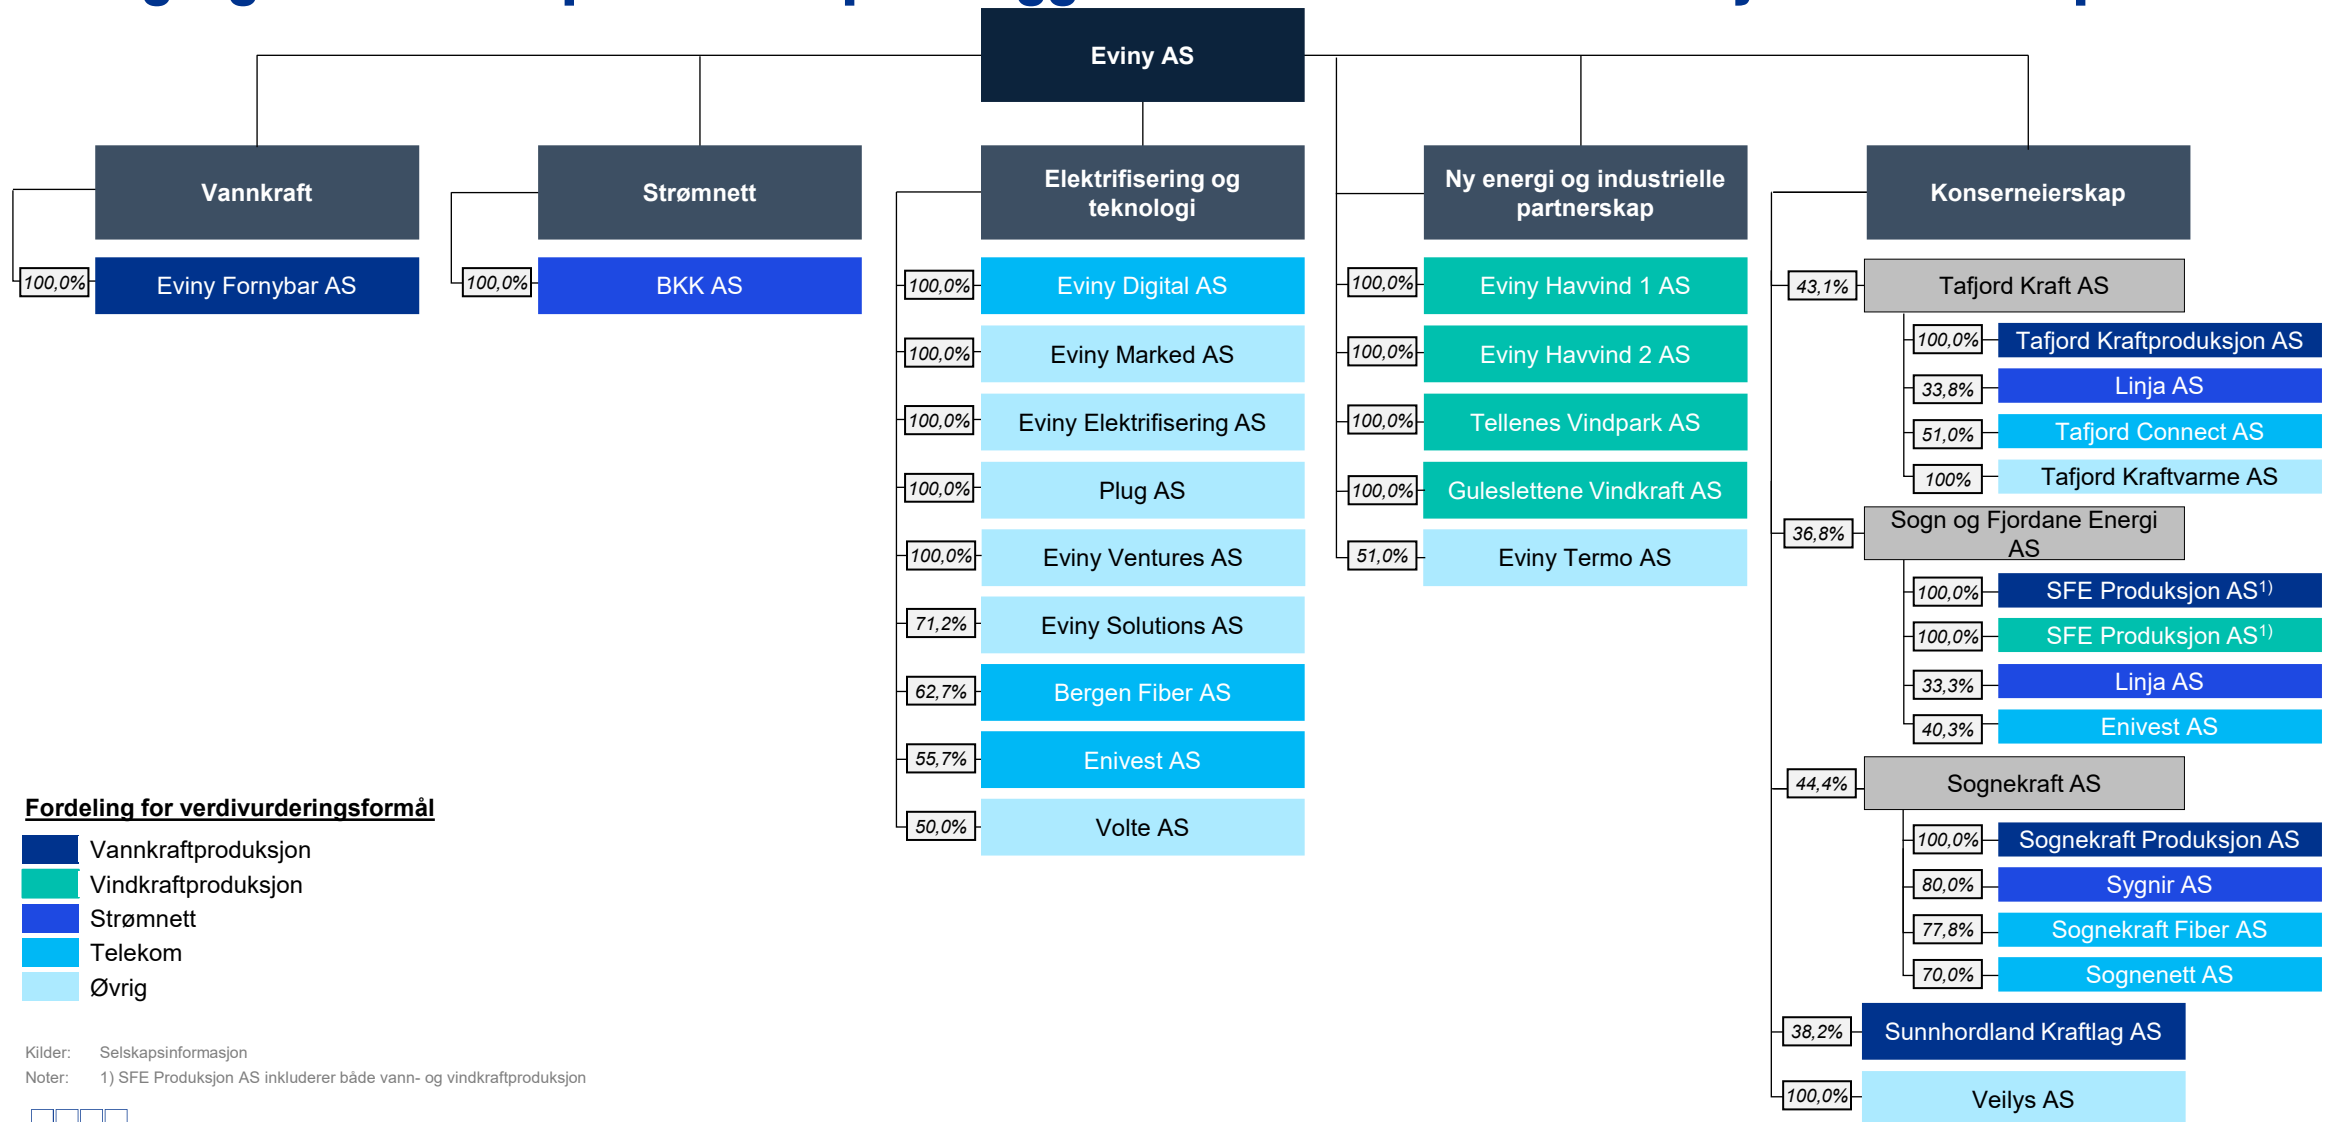 Eviny AS
Vannkraft
100,0%
Eviny Fornybar AS
Strømnett
100,0%
BKK AS
Elektrifisering og
teknologi
100,0%
Eviny Digital AS
100,0%
Eviny Marked AS
100,0%
Eviny Elektrifisering AS
100,0%
Plug AS
100,0%
Eviny Ventures AS
71,2%
Eviny Solutions AS
62,7%
Bergen Fiber AS
55,7%
Enivest AS
50,0%
Volte AS
Ny energi og industrielle
partnerskap
100,0%
Eviny Havvind 1 AS
100,0%
Eviny Havvind 2 AS
100,0%
Tellenes Vindpark AS
100,0%
Guleslettene Vindkraft AS
51,0%
Eviny Termo AS
Konserneierskap
43,1%
Tafjord Kraft AS
100,0%
Tafjord Kraftproduksjon AS
33,8%
Linja AS
51,0%
Tafjord Connect AS
100%
Tafjord Kraftvarme AS
36,8%
Sogn og Fjordane Energi
AS
100,0%
SFE Produksjon AS1)
100,0%
SFE Produksjon AS1)
33,3%
Linja AS
40,3%
Enivest AS
44,4%
Sognekraft AS
100,0%
Sognekraft Produksjon AS
80,0%
Sygnir AS
77,8%
Sognekraft Fiber AS
70,0%
Sognenett AS
38,2%
Sunnhordland Kraftlag AS
100,0%
Veilys AS
Fordeling for verdivurderingsformål
Vannkraftproduksjon
Vindkraftproduksjon
Strømnett
Telekom
Øvrig
Kilder: Selskapsinformasjon
Noter: 1) SFE Produksjon AS inkluderer både vann- og vindkraftproduksjon